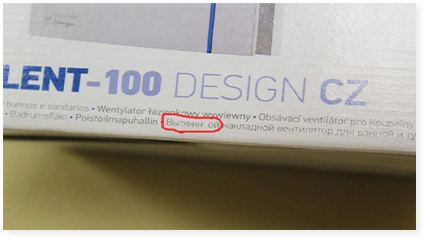 LENT-100 DESIGN CZ
banhos e sanitarios • Wentylator łazienkowy wywiewny • Obsávací ventilátor pro koupelny
• Badrumsfläkt • Poistoilmapuhallin • Вытяжн ой накладной вентилятор для ванной и ту